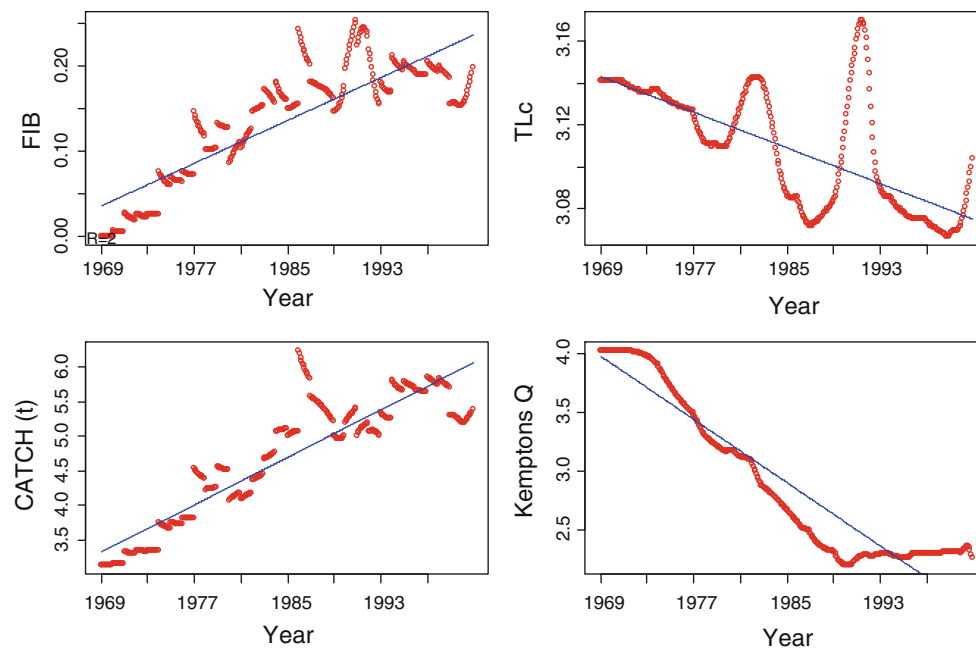 FIB
0.00 0.10 0.20
R=2
1969 1977 1985 1993
Year
TLc
3.08 3.12 3.16
1969 1977 1985 1993
Year
CATCH (t)
3.5 4.0 4.5 5.0 5.5 6.0
1969 1977 1985 1993
Year
Kemptons Q
2.5 3.0 3.5 4.0
1969 1977 1985 1993
Year